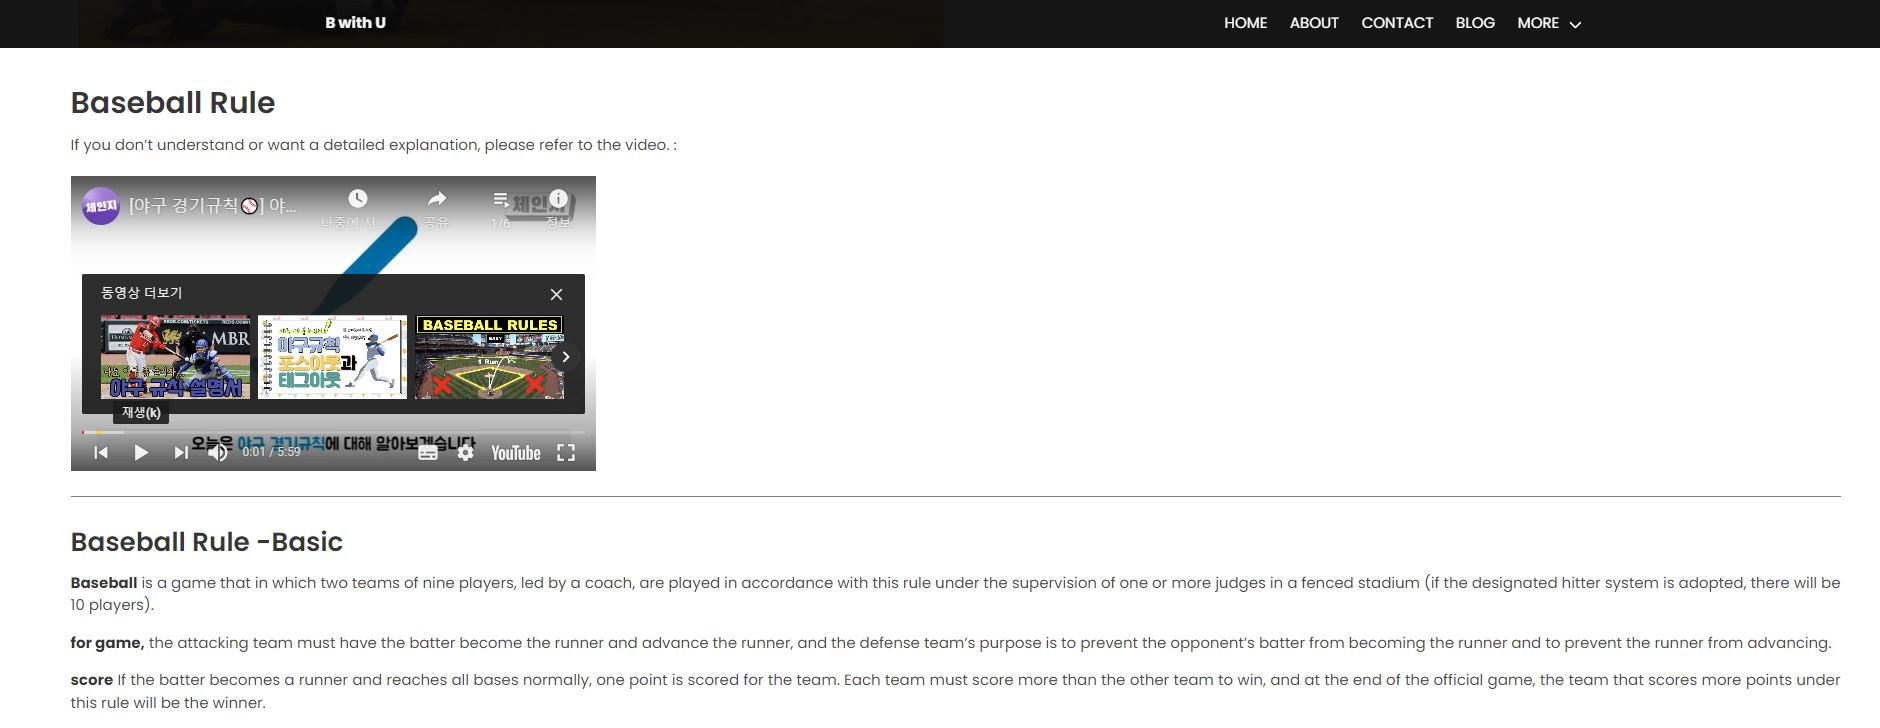 B with U
HOME ABOUT CONTACT BLOG MORE
Baseball Rule
If you don't understand or want a detailed explanation, please refer to the video. :
체인지 [야구 경기규칙⚾] 야...
체인지
나중에 시... 공유 1/6 정보
동영상 더보기
MBR
야구 규칙 설명서
야구규칙
포스아웃과
태그아웃
BASEBALL RULES
1 Run
재생(k)
오늘은 야구 경기규칙에 대해 알아보겠습니다
0:01 / 5:59
YouTube
Baseball Rule -Basic
Baseball is a game that in which two teams of nine players, led by a coach, are played in accordance with this rule under the supervision of one or more judges in a fenced stadium (if the designated hitter system is adopted, there will be
10 players).
for game, the attacking team must have the batter become the runner and advance the runner, and the defense team's purpose is to prevent the opponent's batter from becoming the runner and to prevent the runner from advancing.
score If the batter becomes a runner and reaches all bases normally, one point is scored for the team. Each team must score more than the other team to win, and at the end of the official game, the team that scores more points under
this rule will be the winner.